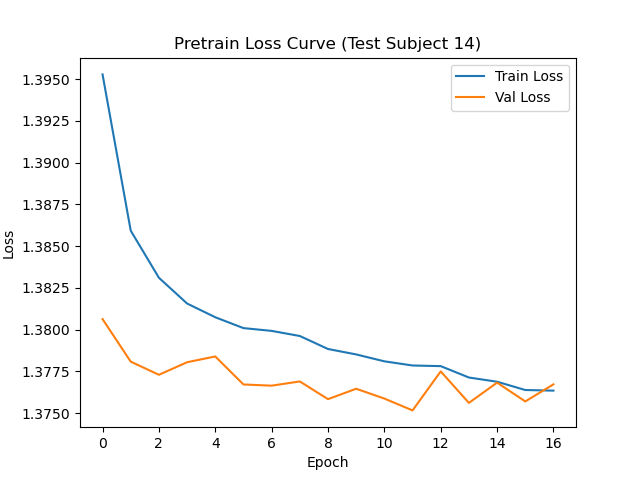 Pretrain Loss Curve (Test Subject 14)
Train Loss
Val Loss
1.3950
1.3925
1.3900
1.3875
1.3850
1.3825
1.3800
1.3775
1.3750
Loss
0 2 4 6 8 10 12 14 16
Epoch